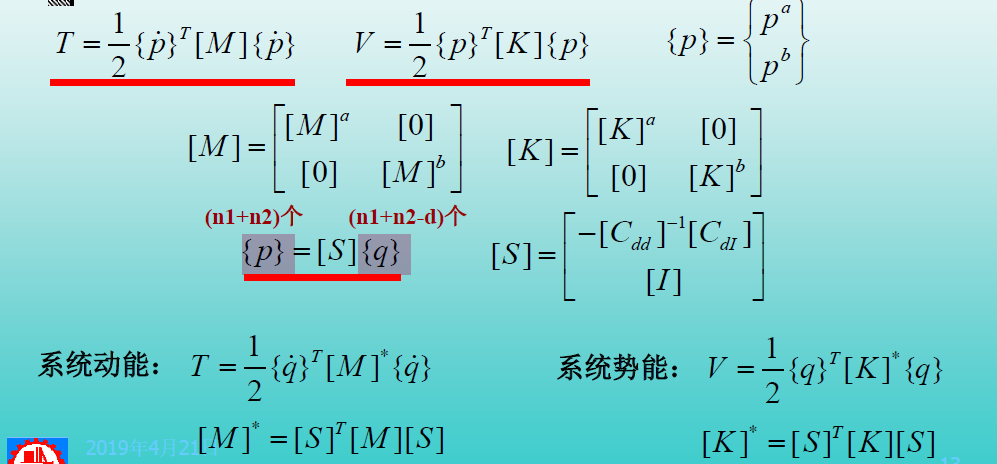 T = \frac{1}{2}\{\dot{p}\}^T[M]\{\dot{p}\}  V = \frac{1}{2}\{p\}^T[K]\{p\}  \{p\} = \begin{Bmatrix} p^a \\ p^b \end{Bmatrix}
[M] = \begin{bmatrix} [M]^a & [0] \\ [0] & [M]^b \end{bmatrix}  [K] = \begin{bmatrix} [K]^a & [0] \\ [0] & [K]^b \end{bmatrix}
(n1+n2)个  (n1+n2-d)个
\{p\} = [S]\{q\}  [S] = \begin{bmatrix} -[C_{dd}]^{-1}[C_{dI}] \\ [I] \end{bmatrix}
系统动能： T = \frac{1}{2}\{\dot{q}\}^T[M]^*\{\dot{q}\}  系统势能： V = \frac{1}{2}\{q\}^T[K]^*\{q\}
2019年4月21 [M]^* = [S]^T[M][S]  [K]^* = [S]^T[K][S]